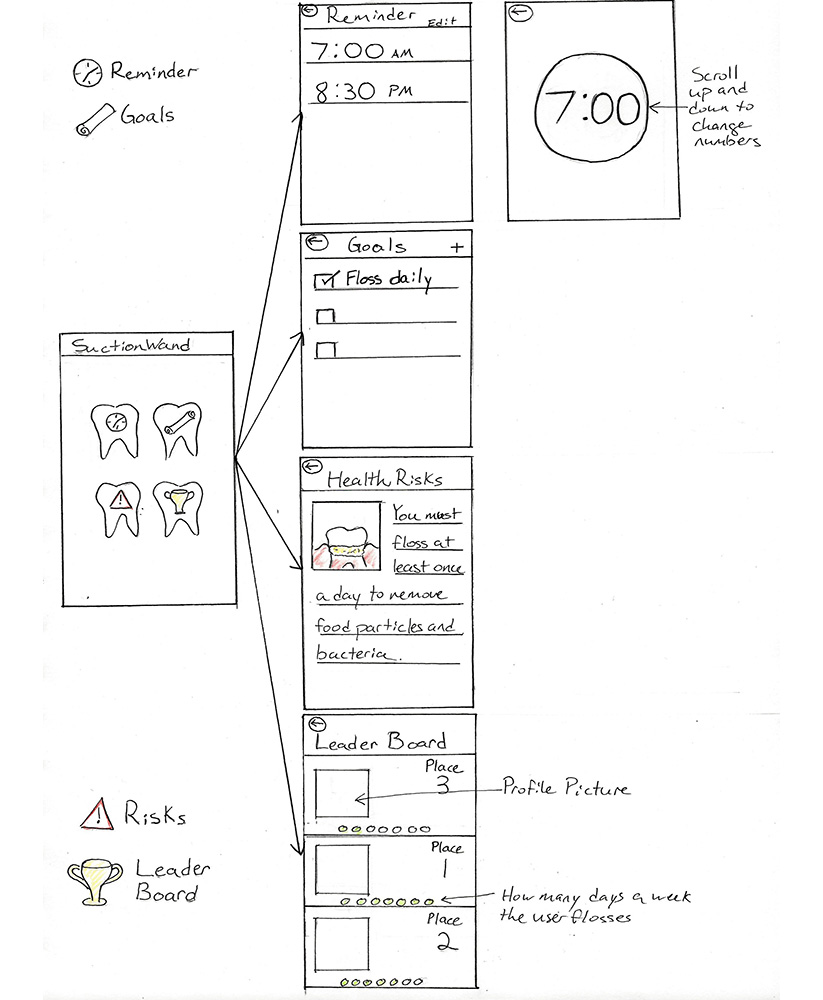 Reminder
Edit
7:00 AM
8:30 PM
7:00
Scroll
up and
down to
change
numbers
Reminder
Goals
Goals +
Floss daily
SuctionWand
Health Risks
You must
floss at
least once
a day to remove
food particles and
bacteria.
Leader Board
Place
3
Profile Picture
Place
1
How many days a week
the user flosses
Place
2
Risks
Leader
Board